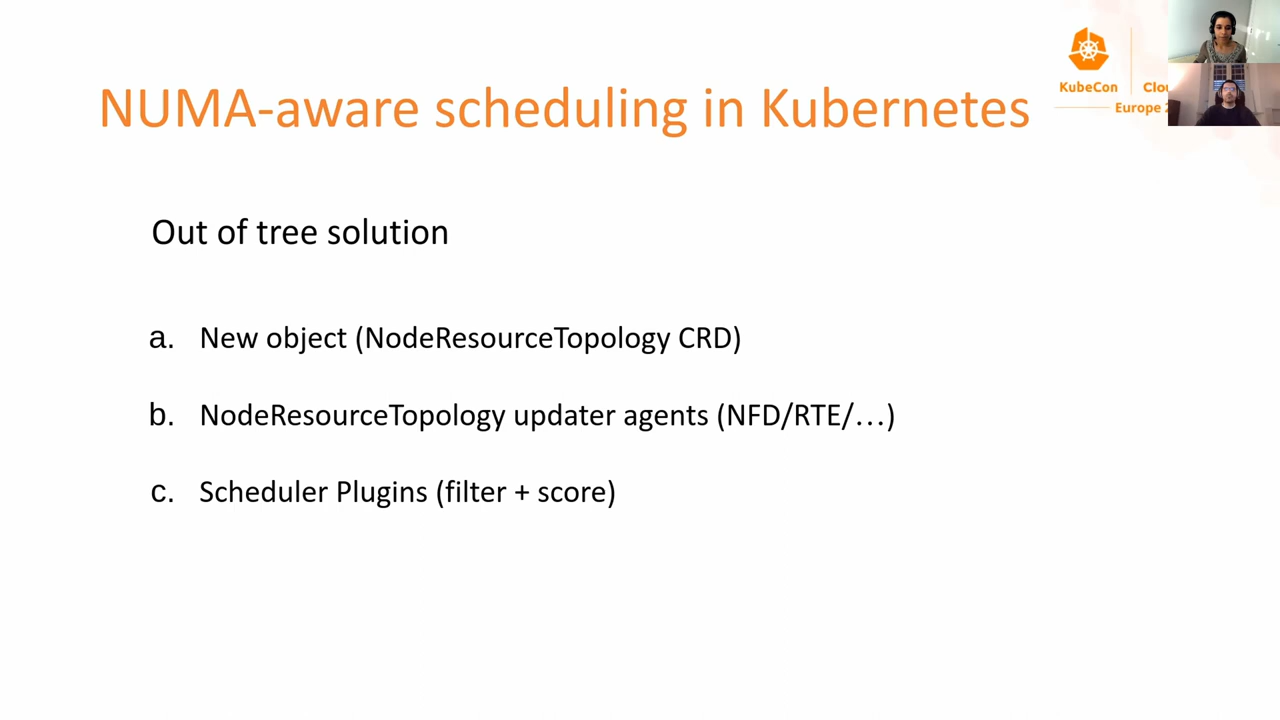 NUMA-aware scheduling in Kubernetes
KubeCon
Europe
Out of tree solution
a. New object (NodeResourceTopology CRD)
b. NodeResourceTopology updater agents (NFD/RTE/…)
c. Scheduler Plugins (filter + score)